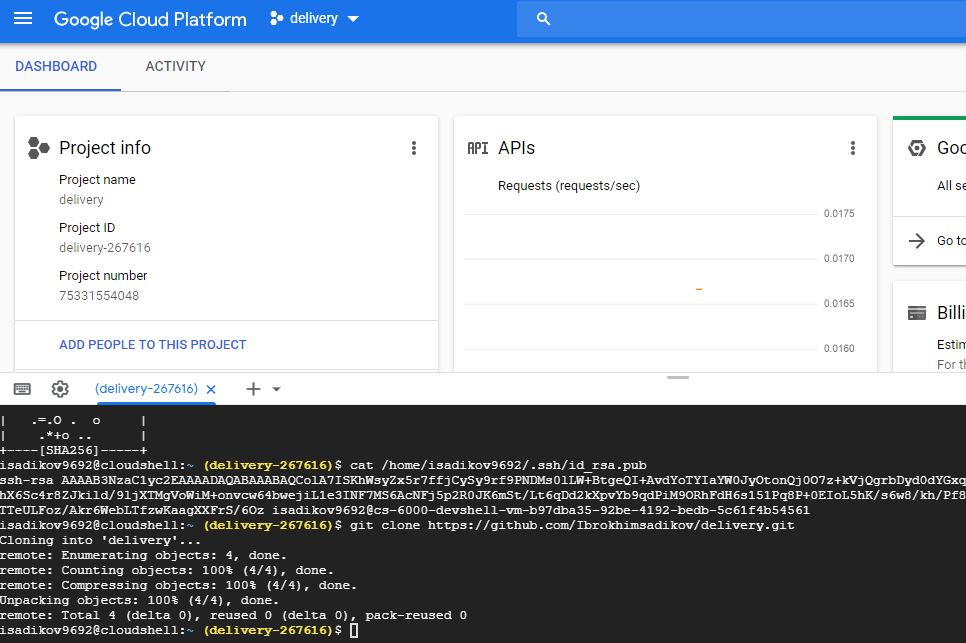 Google Cloud Platform
delivery
DASHBOARD
ACTIVITY
Project info
Project name
delivery
Project ID
delivery-267616
Project number
75331554048
ADD PEOPLE TO THIS PROJECT
API APIs
Requests (requests/sec)
0.0175
0.0170
0.0165
0.0160
Goo
All se
Go to
Billi
Estim
For th
(delivery-267616)
| .=.O . o |
| .*+o .. |
+----[SHA256]-----+
isadikov9692@cloudshell:~ (delivery-267616)$ cat /home/isadikov9692/.ssh/id_rsa.pub
ssh-rsa AAAAB3NzaC1yc2EAAAADAQABAAABAQColA7ISKhWsyZx5r7ffjCySy9rf9PNDMs0lLW+BtgeQI+AvdYoTYIaYW0JyOtonQj0O7z+kVjQgrbDyd0dYGxq
hX6Sc4r8ZJkild/9ljXTMgVoWiM+onvcw64bwejiL1e3INF7MS6AcNFj5p2R0JK6mSt/Lt6qDd2kXpvYb9qdPiM9ORhFdH6s151Pq8P+0EIoL5hK/s6w8/kh/Pf8
TTeULFoz/Akr6WebLTfzwKaagXXFrS/6Oz isadikov9692@cs-6000-devshell-vm-b97dba35-92be-4192-bedb-5c61f4b54561
isadikov9692@cloudshell:~ (delivery-267616)$ git clone https://github.com/Ibrokhimsadikov/delivery.git
Cloning into 'delivery'...
remote: Enumerating objects: 4, done.
remote: Counting objects: 100% (4/4), done.
remote: Compressing objects: 100% (4/4), done.
Unpacking objects: 100% (4/4), done.
remote: Total 4 (delta 0), reused 0 (delta 0), pack-reused 0
isadikov9692@cloudshell:~ (delivery-267616)$